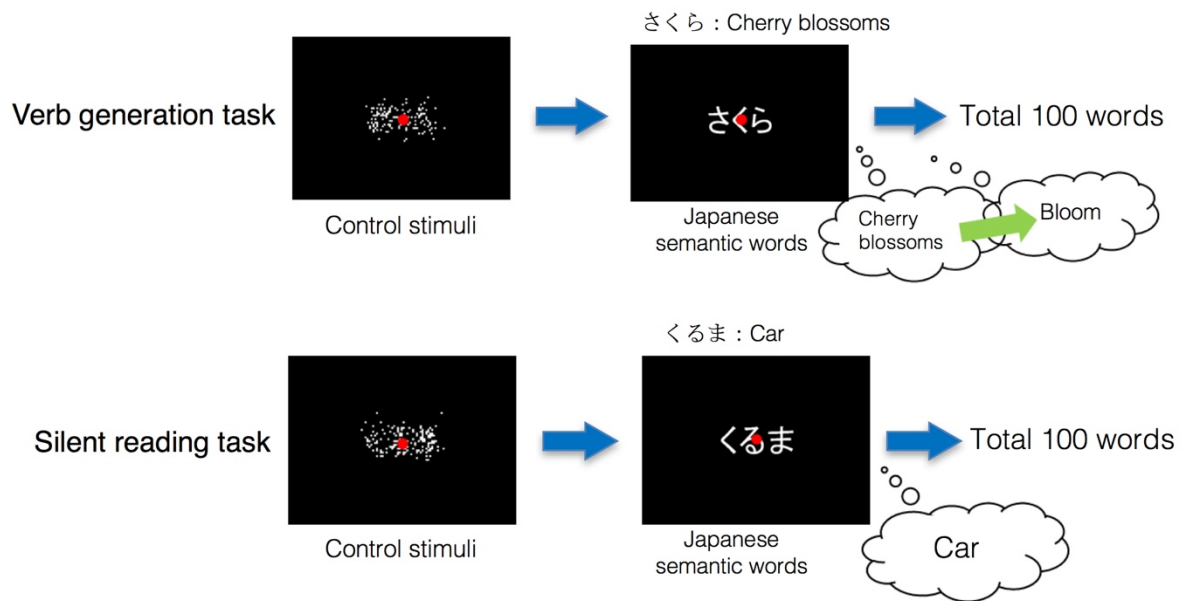 さくら : Cherry blossoms
Verb generation task
さくら
Total 100 words
Control stimuli
Japanese
semantic words
Cherry
blossoms
Bloom
くるま : Car
Silent reading task
くるま
Total 100 words
Control stimuli
Japanese
semantic words
Car